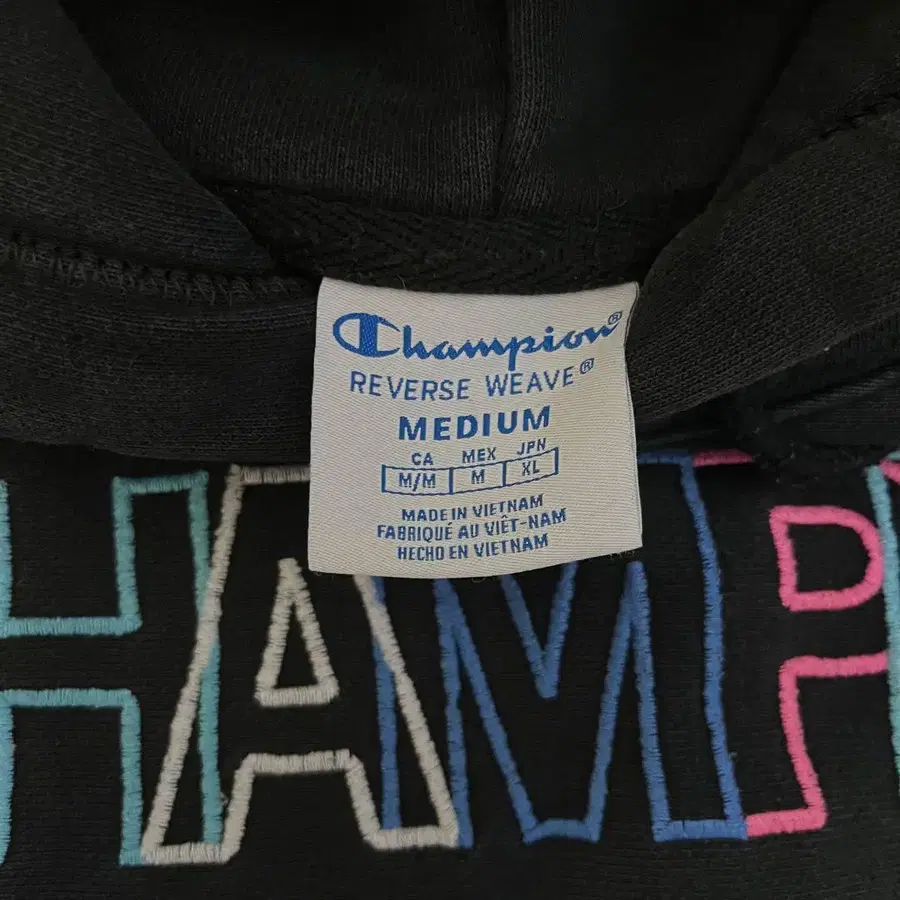 Champion®
REVERSE WEAVE®
MEDIUM
CA MEX JPN
M/M M XL
MADE IN VIETNAM
FABRIQUÉ AU VIÊT-NAM
HECHO EN VIETNAM
HAMP